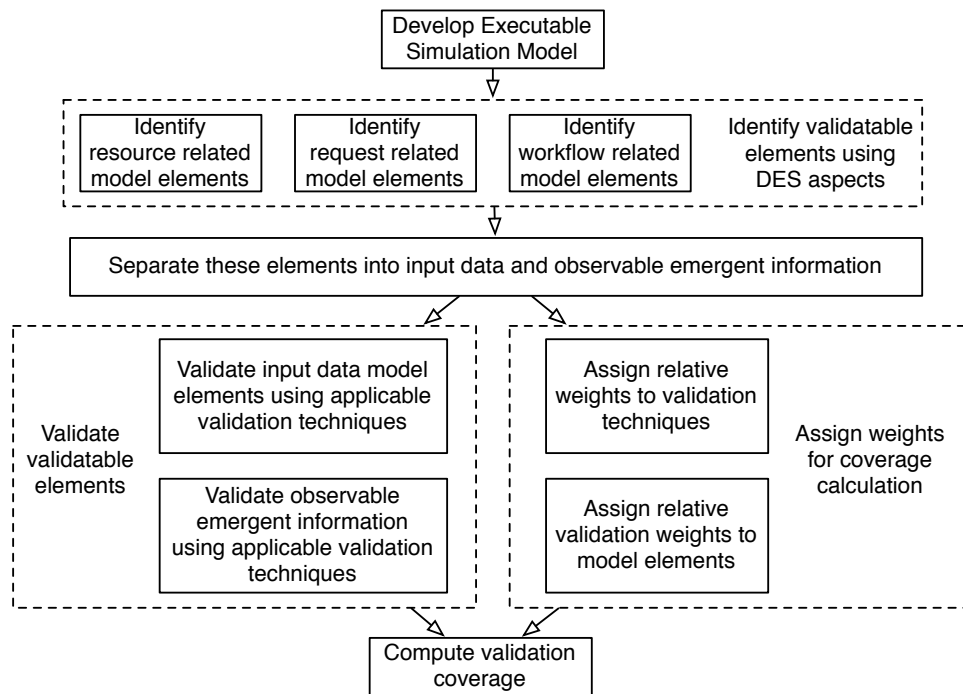 Develop Executable
Simulation Model
Identify
resource related
model elements
Identify
request related
model elements
Identify
workflow related
model elements
Identify validatable
elements using
DES aspects
Separate these elements into input data and observable emergent information
Validate
validatable
elements
Validate input data model
elements using applicable
validation techniques
Validate observable
emergent information
using applicable validation
techniques
Assign relative
weights to validation
techniques
Assign relative
validation weights to
model elements
Assign weights
for coverage
calculation
Compute validation
coverage